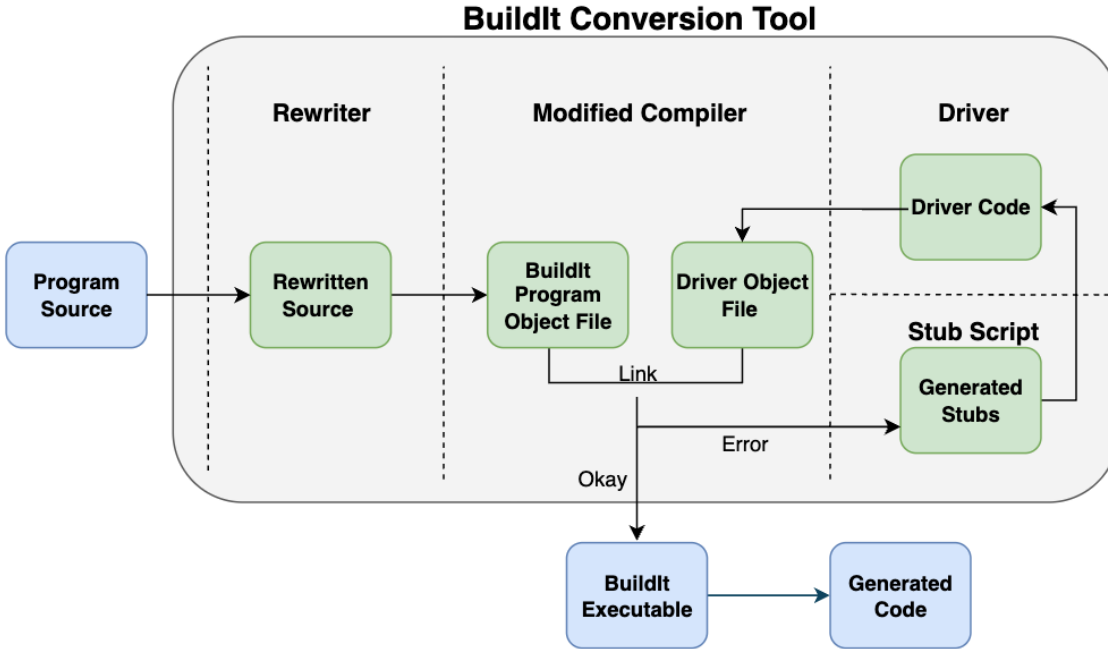 BuildIt Conversion Tool
Rewriter
Modified Compiler
Driver
Driver Code
Program
Source
Rewritten
Source
BuildIt
Program
Object File
Driver Object
File
Stub Script
Generated
Stubs
Link
Error
Okay
BuildIt
Executable
Generated
Code